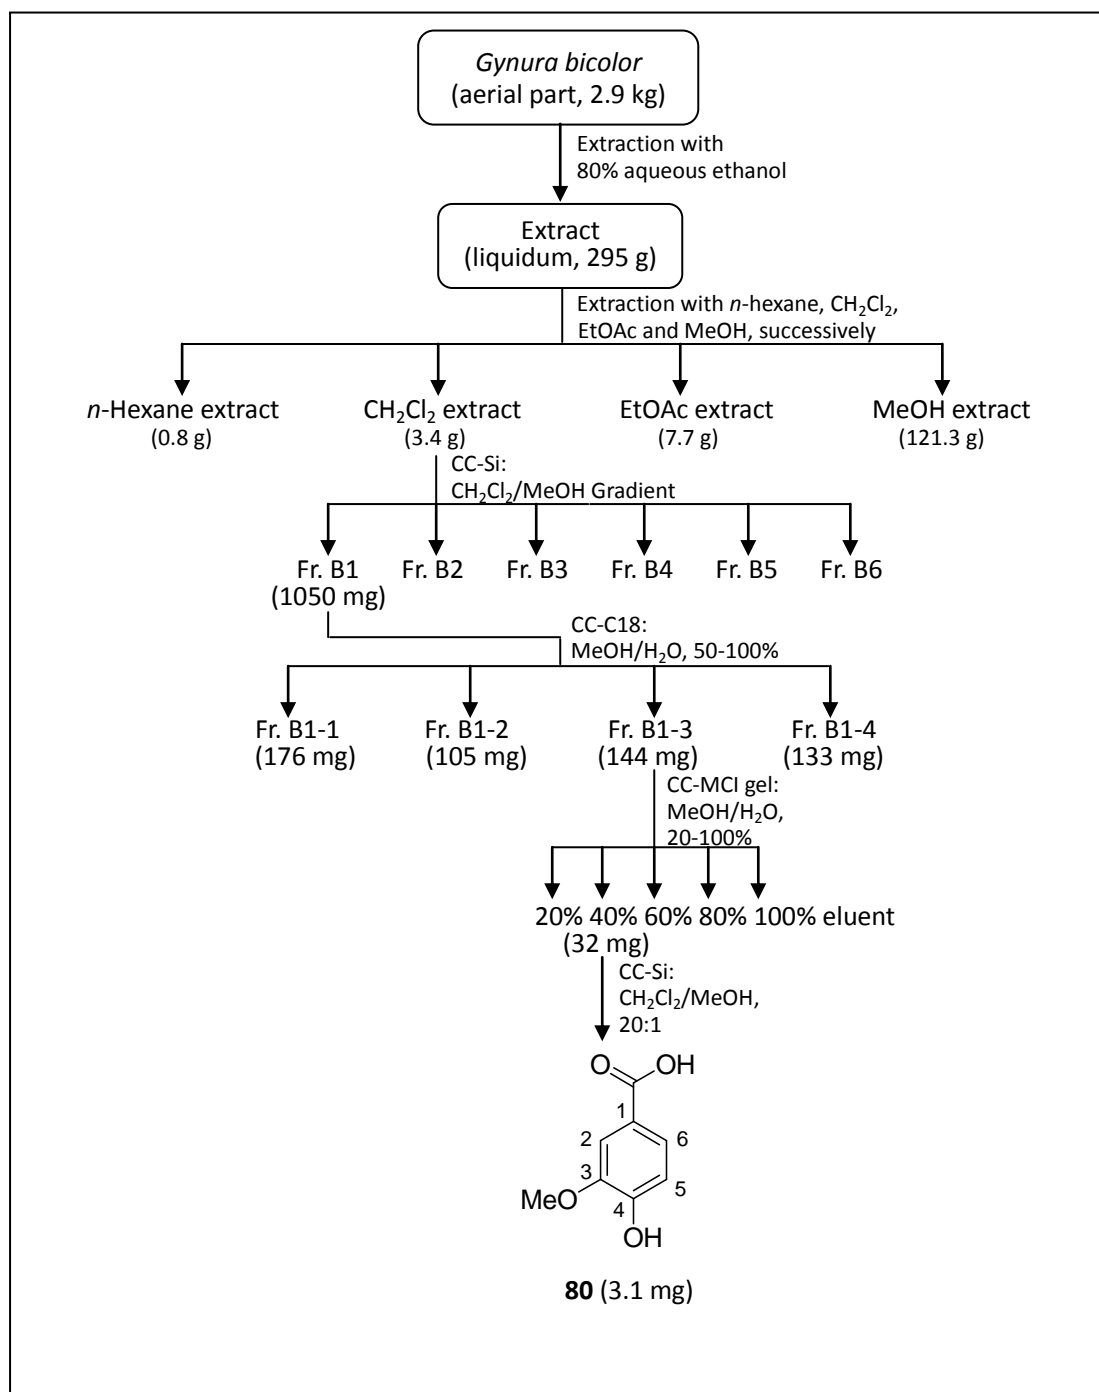 Gynura bicolor
(aerial part, 2.9 kg)
Extraction with
80% aqueous ethanol
Extract
(liquidum, 295 g)
Extraction with n-hexane, CH₂Cl₂,
EtOAc and MeOH, successively
n-Hexane extract CH₂Cl₂ extract EtOAc extract MeOH extract
(0.8 g) (3.4 g) (7.7 g) (121.3 g)
CC-Si:
CH₂Cl₂/MeOH Gradient
Fr. B1 Fr. B2 Fr. B3 Fr. B4 Fr. B5 Fr. B6
(1050 mg)
CC-C18:
MeOH/H₂O, 50-100%
Fr. B1-1 Fr. B1-2 Fr. B1-3 Fr. B1-4
(176 mg) (105 mg) (144 mg) (133 mg)
CC-MCI gel:
MeOH/H₂O,
20-100%
20% 40% 60% 80% 100% eluent
(32 mg)
CC-Si:
CH₂Cl₂/MeOH,
20:1
O OH
1
2 6
3 5
MeO 4
OH
80 (3.1 mg)